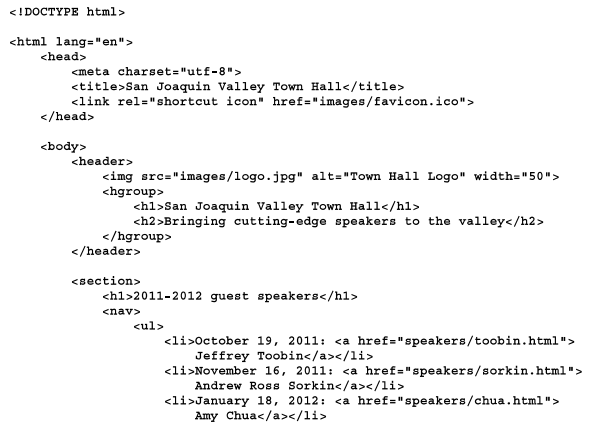 <!DOCTYPE html>
<html lang="en">
<head>
<meta charset="utf-8">
<title>San Joaquin Valley Town Hall</title>
<link rel="shortcut icon" href="images/favicon.ico">
</head>
<body>
<header>
<img src="images/logo.jpg" alt="Town Hall Logo" width="50">
<hgroup>
<h1>San Joaquin Valley Town Hall</h1>
<h2>Bringing cutting-edge speakers to the valley</h2>
</hgroup>
</header>
<section>
<h1>2011-2012 guest speakers</h1>
<nav>
<ul>
<li>October 19, 2011: <a href="speakers/toobin.html">
Jeffrey Toobin</a></li>
<li>November 16, 2011: <a href="speakers/sorkin.html">
Andrew Ross Sorkin</a></li>
<li>January 18, 2012: <a href="speakers/chua.html">
Amy Chua</a></li>